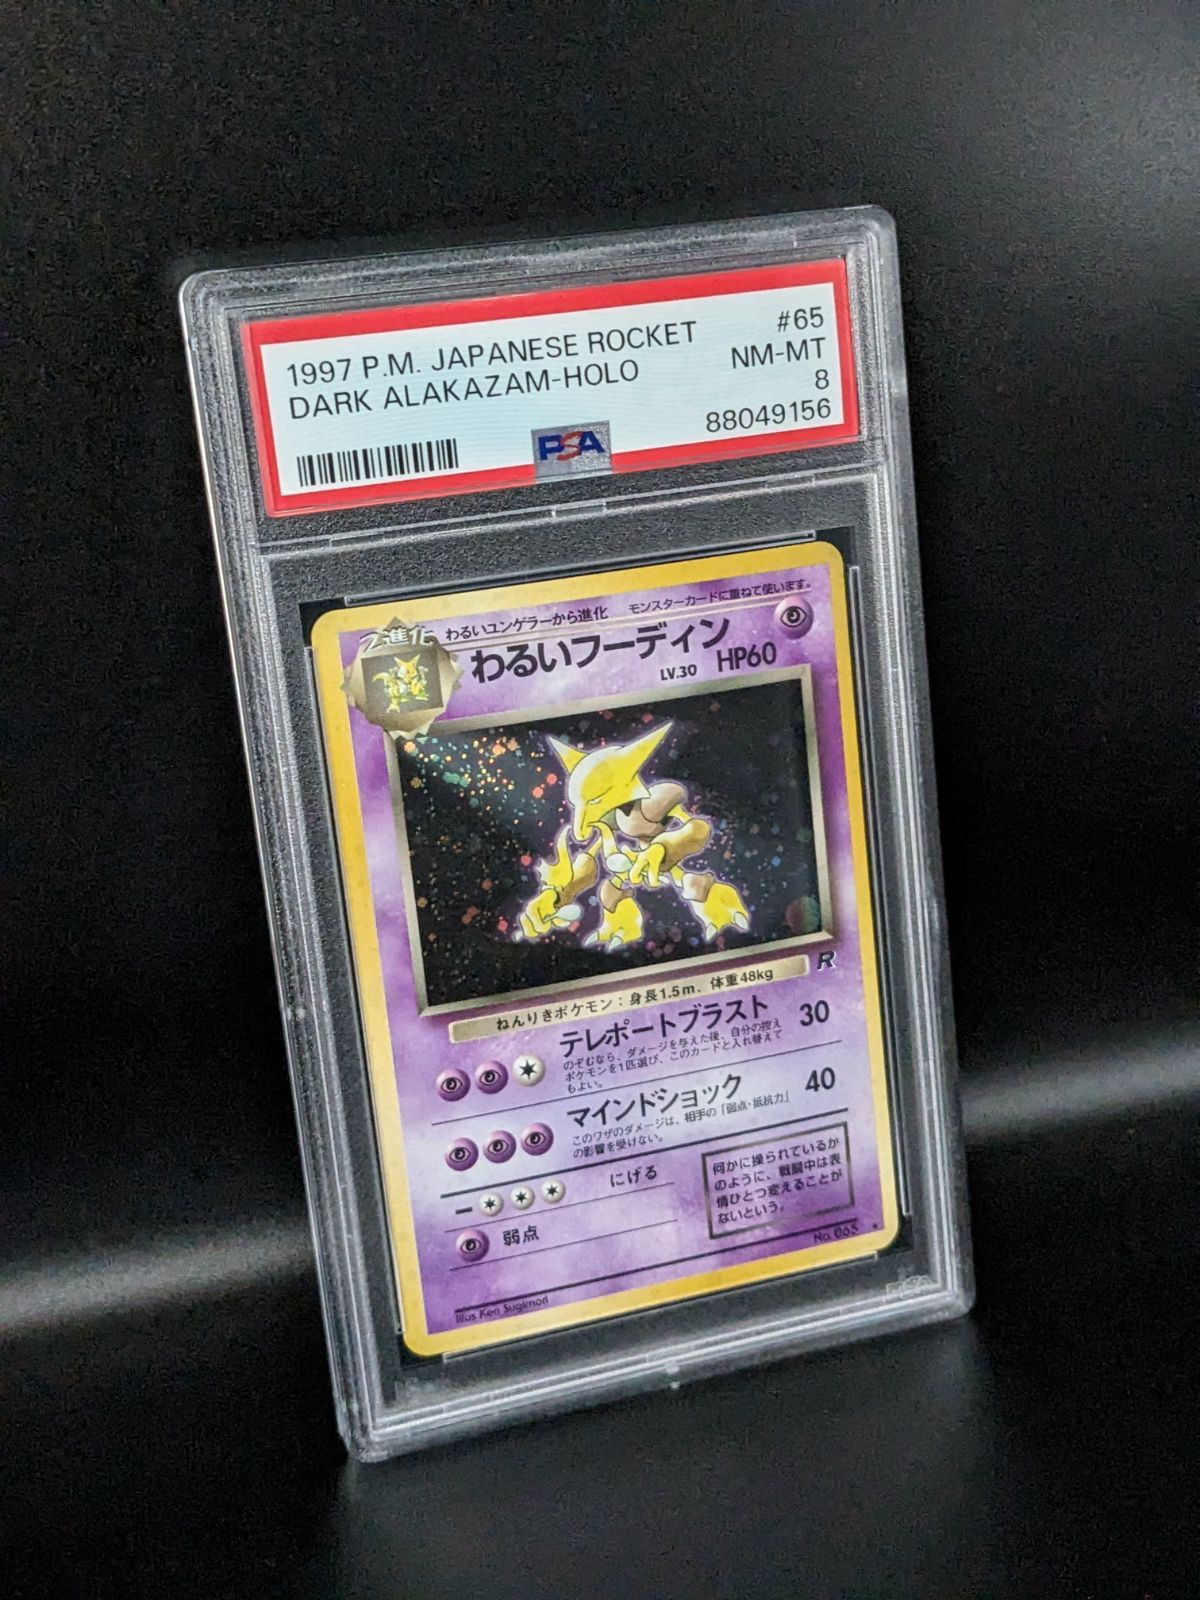 1997 P.M. JAPANESE ROCKET #65
DARK ALAKAZAM-HOLO NM-MT
8
PSA 88049156
2進化 わるいユンゲラーから進化 モンスターカードに重ねて使います。
わるいフーディン LV.30 HP60
ねんりきポケモン：身長1.5m、体重48kg R
テレポートブラスト 30
のぞむなら、ダメージを与えた後、自分の控え
ポケモンを1匹選び、このカードと入れ替えて
もよい。
マインドショック 40
このワザのダメージは、相手の「弱点・抵抗力」
の影響を受けない。
にげる
弱点
何かに操られているか
のように、戦闘中は表
情ひとつ変えることが
ないという。
No. 065 ★
Illus Ken Sugimori